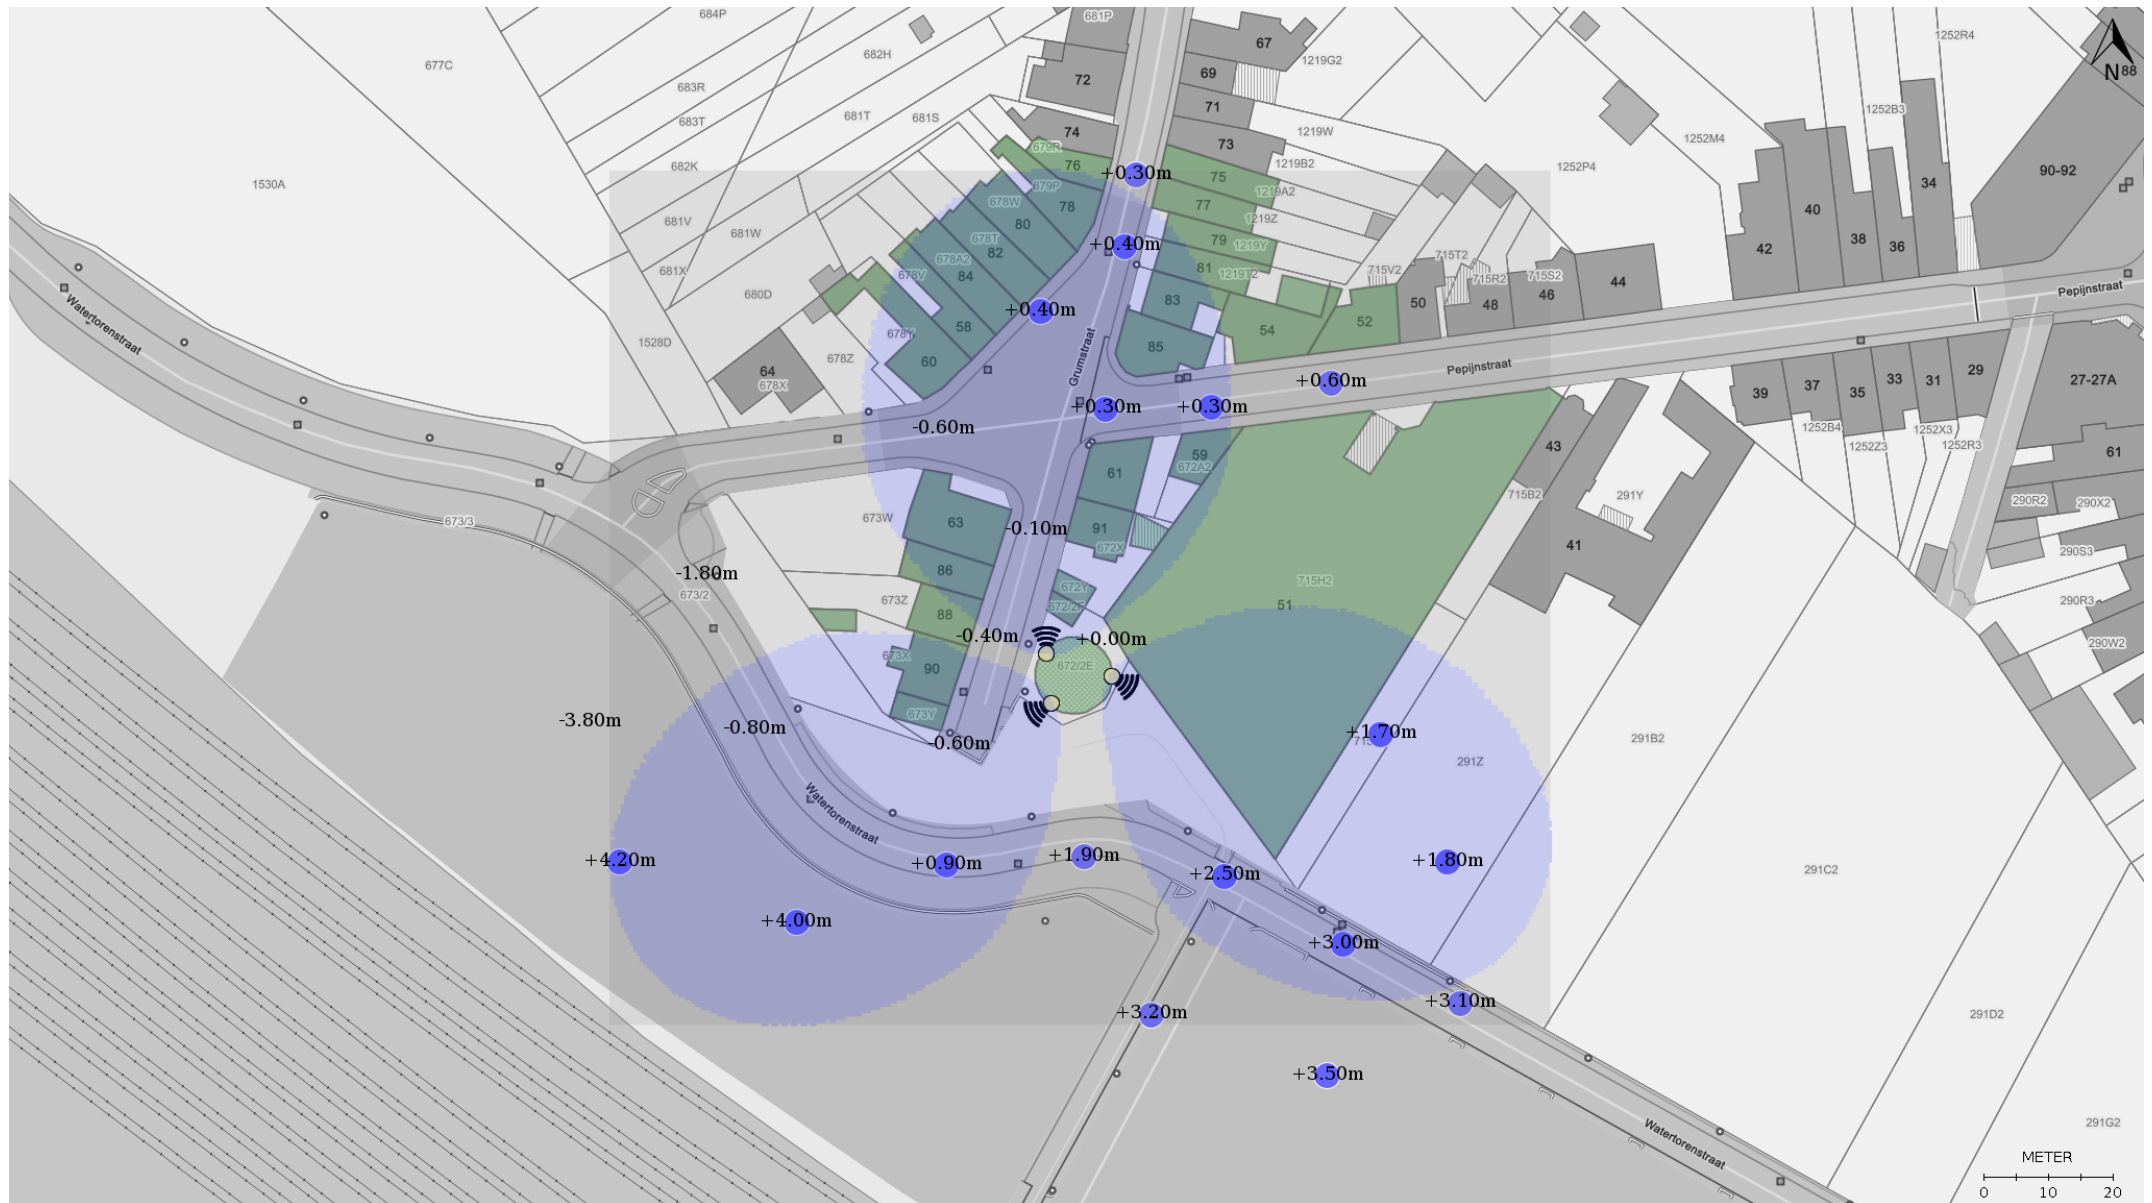 684P
681P
67
1252R4
677C
682H
1219G2
N
88
72
69
683R
71
1252B3
683T
681T
681S
74
73
1219W
1252M4
679R
682K
76
75
1219B2
1252P4
90-92
1530A
+0.30m
679P
1219A2
34
678W
78
77
40
681V
80
1219Z
681W
678T
79
1219Y
+0.40m
42
38
36
82
678A2
81
715V2
715T2
681X
678V
84
1219T2
715R2
715S2
44
680D
83
50
48
46
Pepijnstraat
+0.40m
58
54
52
Watertorenstraat
678Y
1528D
678Z
60
Grumstraat
85
64
678X
Pepijnstraat
+0.60m
39
37
35
33
31
29
27-27A
+0.30m
+0.30m
-0.60m
1252B4
1252X3
1252Z3
1252R3
43
59
672A2
61
61
715B2
291Y
290R2
290X2
673W
63
673/3
91
-0.10m
672X
41
290S3
86
-1.80m
715H2
672Y
673/2
673Z
88
51
290R3
-0.40m
+0.00m
290W2
673X
90
672/2E
673Y
-3.80m
-0.80m
-0.60m
+1.70m
291B2
291Z
Watertorenstraat
+4.20m
+0.90m
+1.90m
+2.50m
+1.80m
291C2
+4.00m
+3.00m
+3.20m
+3.10m
291D2
+3.50m
291G2
Watertorenstraat
METER
0 10 20